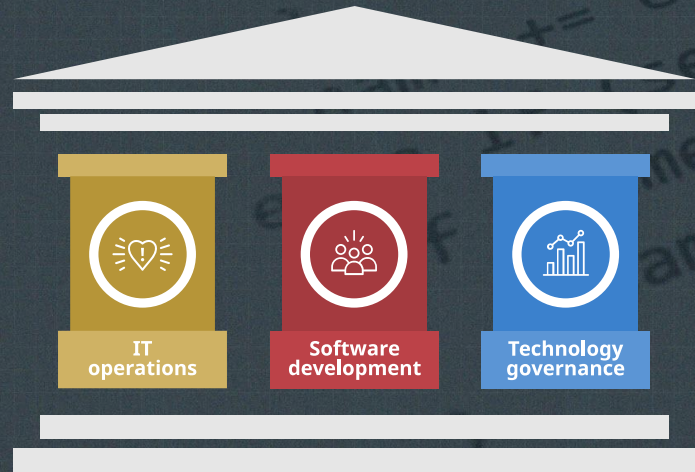 IT
operations
Software
development
Technology
governance